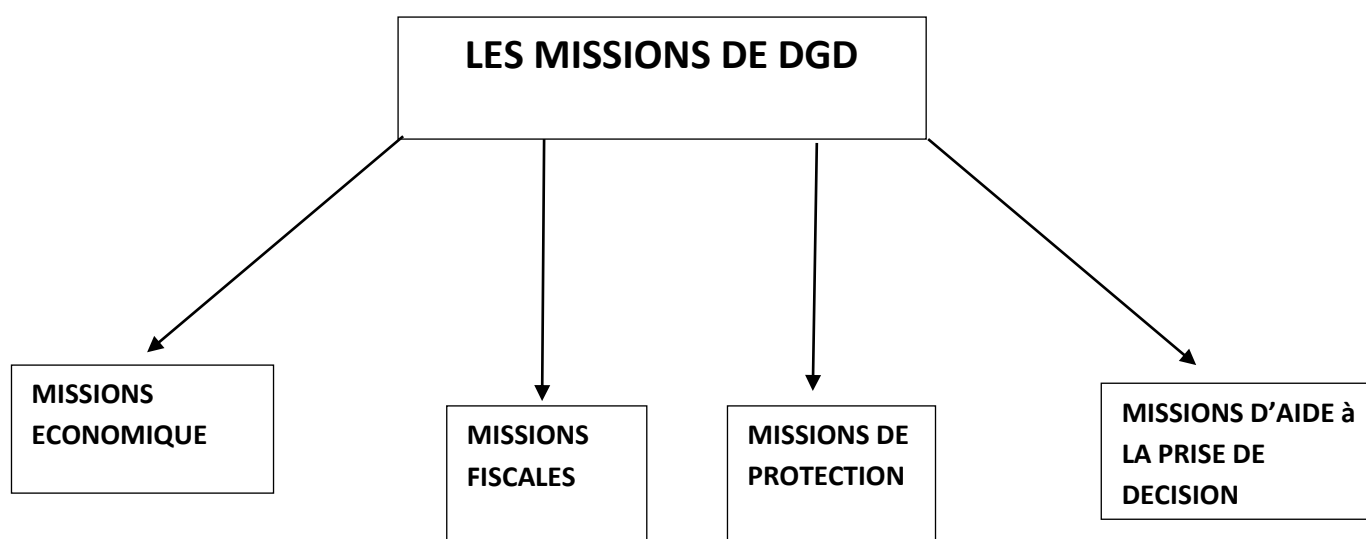 LES MISSIONS DE DGD
MISSIONS
ECONOMIQUE
MISSIONS
FISCALES
MISSIONS DE
PROTECTION
MISSIONS D’AIDE à
LA PRISE DE
DECISION